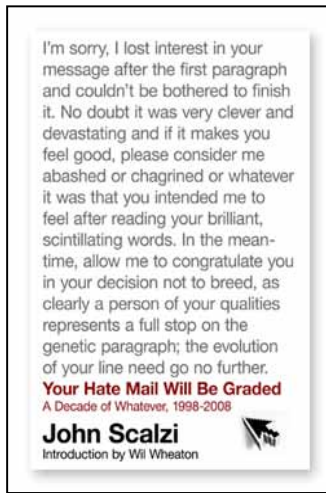 I'm sorry, I lost interest in your
message after the first paragraph
and couldn't be bothered to finish
it. No doubt it was very clever and
devastating and if it makes you
feel good, please consider me
abashed or chagrined or whatever
it was that you intended me to
feel after reading your brilliant,
scintillating words. In the mean-
time, allow me to congratulate you
in your decision not to breed, as
clearly a person of your qualities
represents a full stop on the
genetic paragraph; the evolution
of your line need go no further.
Your Hate Mail Will Be Graded
A Decade of Whatever, 1998-2008
John Scalzi
Introduction by Wil Wheaton